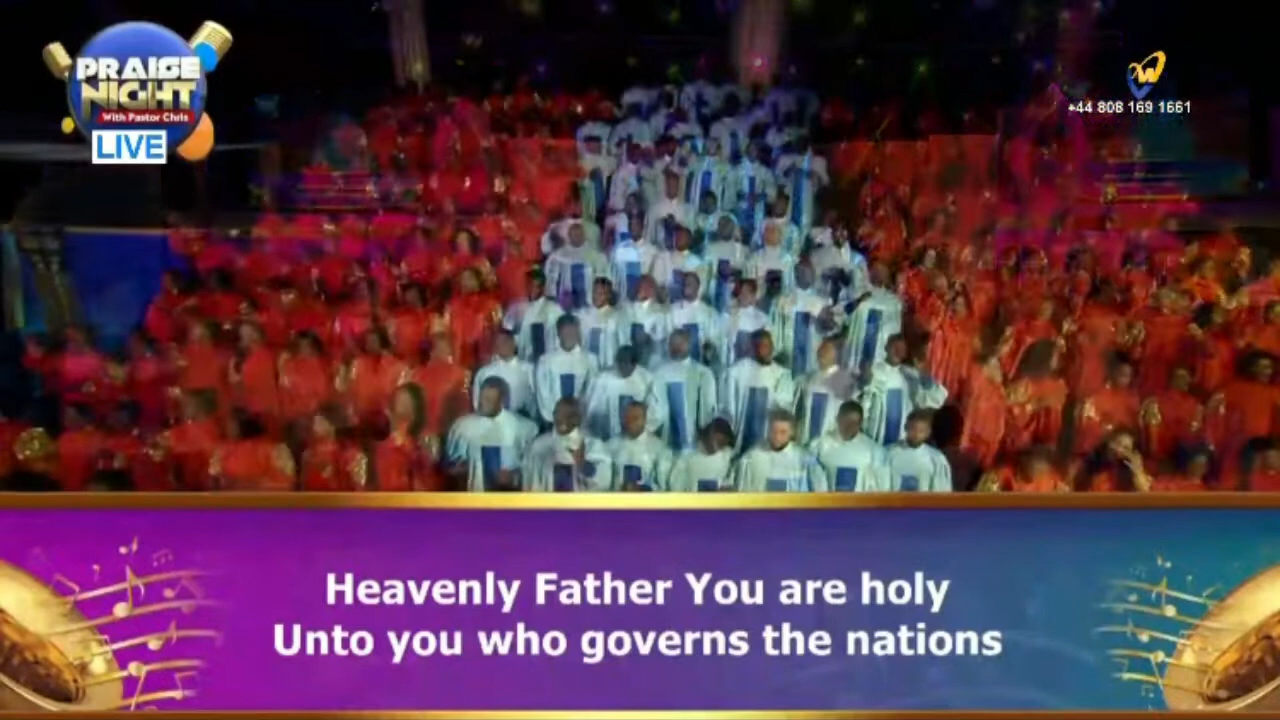 PRAISE
NIGHT
With Pastor Chris
LIVE
W
+44 808 169 1661
Heavenly Father You are holy
Unto you who governs the nations